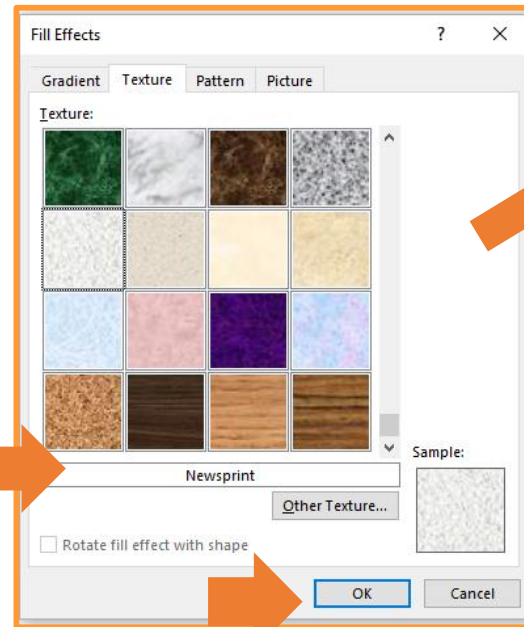 Fill Effects ? ✕
Gradient Texture Pattern Picture
Texture:
Sample:
Newsprint
Other Texture...
Rotate fill effect with shape
OK Cancel